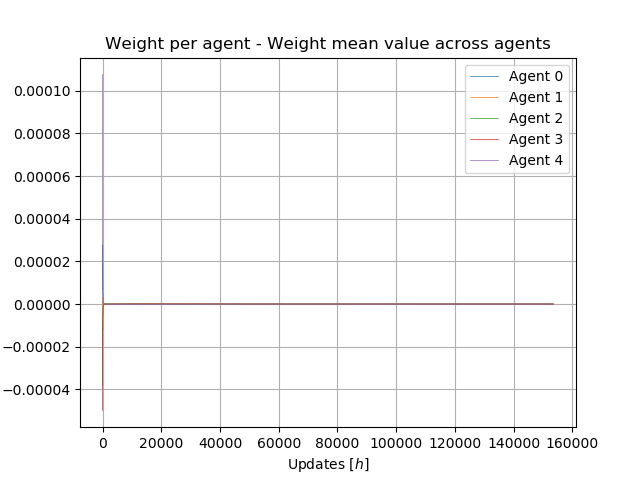 Weight per agent - Weight mean value across agents
0.00010
0.00008
0.00006
0.00004
0.00002
0.00000
−0.00002
−0.00004
Agent 0
Agent 1
Agent 2
Agent 3
Agent 4
0 20000 40000 60000 80000 100000 120000 140000 160000
Updates [h]